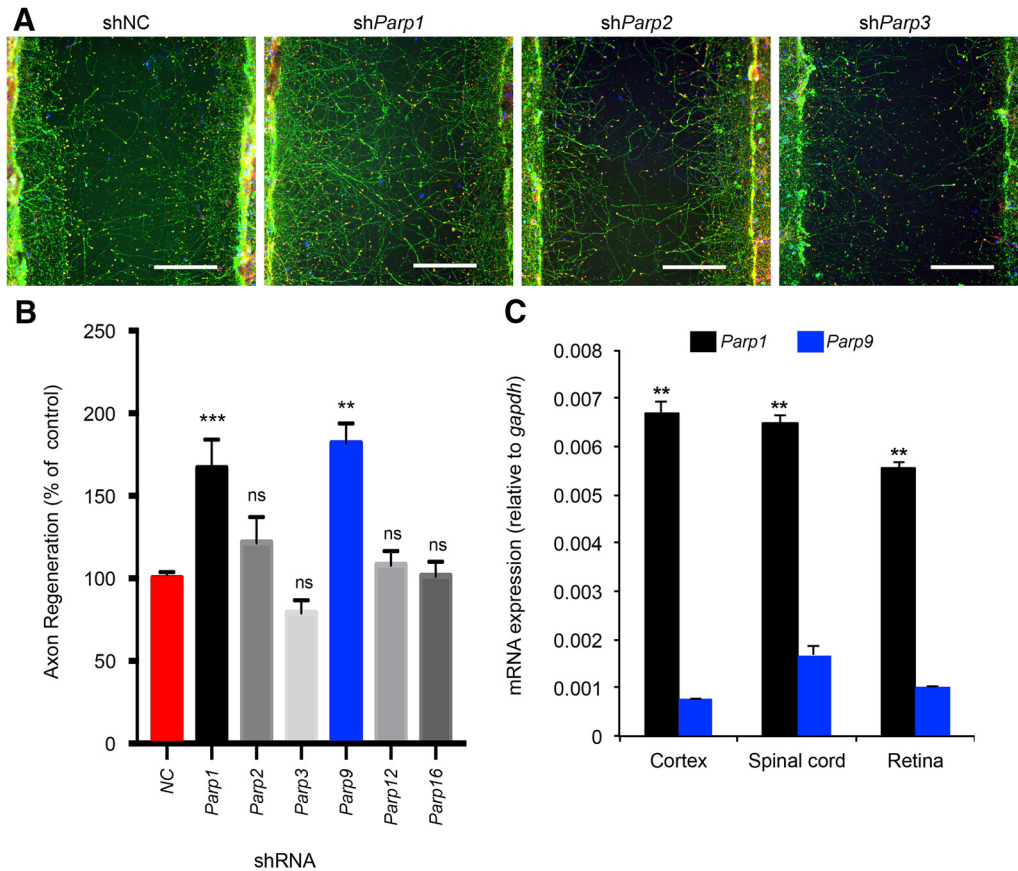 A
shNC
shParp1
shParp2
shParp3
B
Axon Regeneration (% of control)
250
200
150
100
50
0
***
ns
ns
**
ns
ns
NC
Parp1
Parp2
Parp3
Parp9
Parp12
Parp16
shRNA
C
Parp1
Parp9
mRNA expression (relative to gapdh)
0.008
0.007
0.006
0.005
0.004
0.003
0.002
0.001
0
**
**
**
Cortex
Spinal cord
Retina